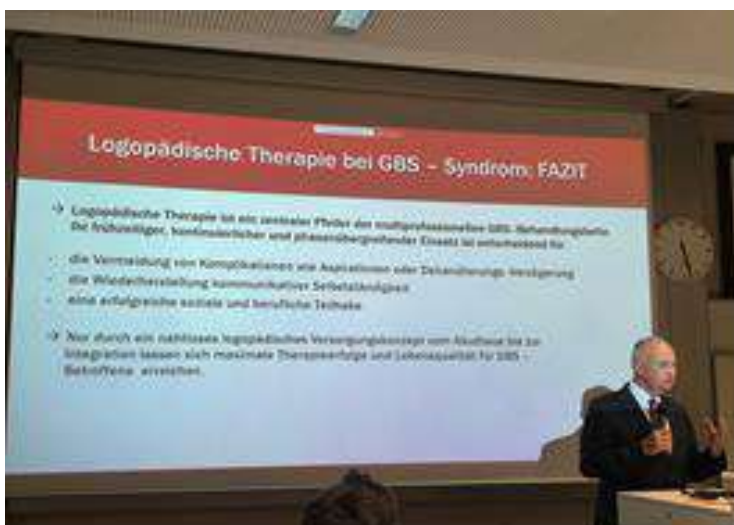 Logopädische Therapie bei GBS – Syndrom: FAZIT
→ Logopädische Therapie ist ein zentraler Pfeiler der multiprofessionellen GBS-
Ihr frühzeitiger, kontinuierlicher und phasenübergreifender Einsatz ist entscheidend für
- die Vermeidung von Komplikationen wie Aspirationen oder Dekanülierungs-Verzögerung
- die Wiederherstellung kommunikativer Selbstständigkeit
- eine erfolgreiche soziale und berufliche Teilhabe
→ Nur durch ein nahtloses logopädisches Versorgungskonzept vom Akuthaus bis zur
Integration lassen sich maximale Therapieerfolge und Lebensqualität für GBS –
Betroffene erreichen.